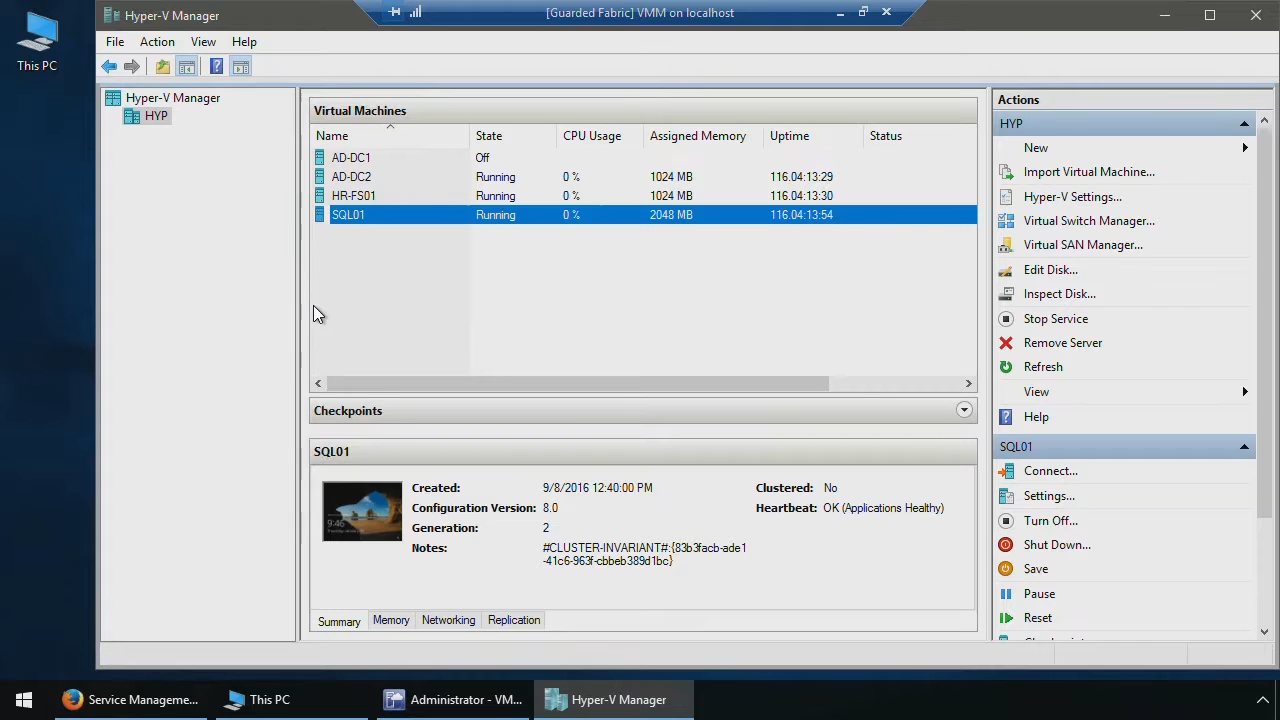 This PC
Hyper-V Manager
[Guarded Fabric] VMM on localhost
File Action View Help
Hyper-V Manager
HYP
Virtual Machines
Name State CPU Usage Assigned Memory Uptime Status
AD-DC1 Off
AD-DC2 Running 0 % 1024 MB 116.04:13:29
HR-FS01 Running 0 % 1024 MB 116.04:13:30
SQL01 Running 0 % 2048 MB 116.04:13:54
Checkpoints
SQL01
9:46
Created: 9/8/2016 12:40:00 PM Clustered: No
Configuration Version: 8.0 Heartbeat: OK (Applications Healthy)
Generation: 2
Notes: #CLUSTER-INVARIANT#:{83b3facb-ade1
-41c6-963f-cbbeb389d1bc}
Summary Memory Networking Replication
Actions
HYP
New
Import Virtual Machine...
Hyper-V Settings...
Virtual Switch Manager...
Virtual SAN Manager...
Edit Disk...
Inspect Disk...
Stop Service
Remove Server
Refresh
View
Help
SQL01
Connect...
Settings...
Turn Off...
Shut Down...
Save
Pause
Reset
Service Manageme... This PC Administrator - VM... Hyper-V Manager